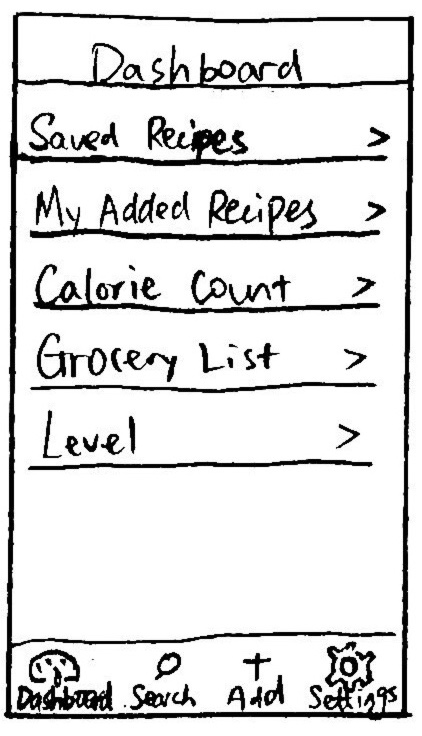 Dashboard
Saved Recipes >
My Added Recipes >
Calorie Count >
Grocery List >
Level >
Dashboard Search Add Settings